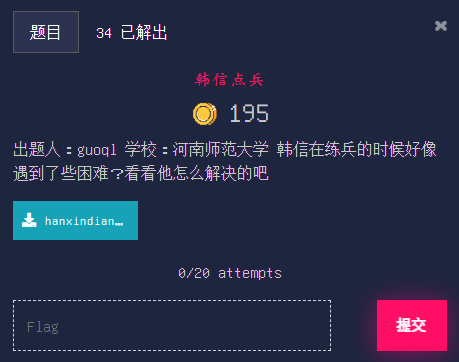 题目 34 已解出
韩信点兵
195
出题人：guoql 学校：河南师范大学 韩信在练兵的时候好像
遇到了些困难？看看他怎么解决的吧
hanxindian…
0/20 attempts
Flag 提交